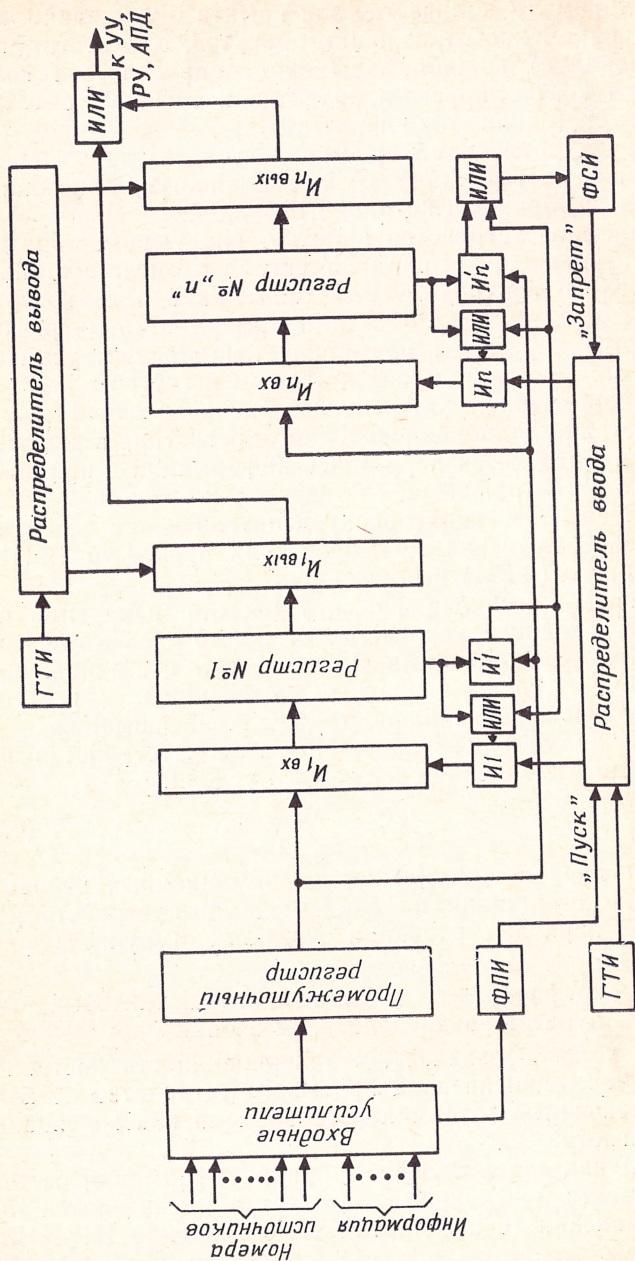 Номера
источников
Информация
Входные
усилители
Промежуточный
регистр
ФПИ
ГТИ
„Пуск”
Распределитель ввода
„Запрет”
ФСИ
И1 вх
Регистр №1
И1 вых
И1
ИЛИ
И'1
Иn вх
Регистр № „n”
Иn вых
Иn
ИЛИ
И'n
ИЛИ
ГТИ
Распределитель вывода
ИЛИ
к УУ,
РУ, АПД